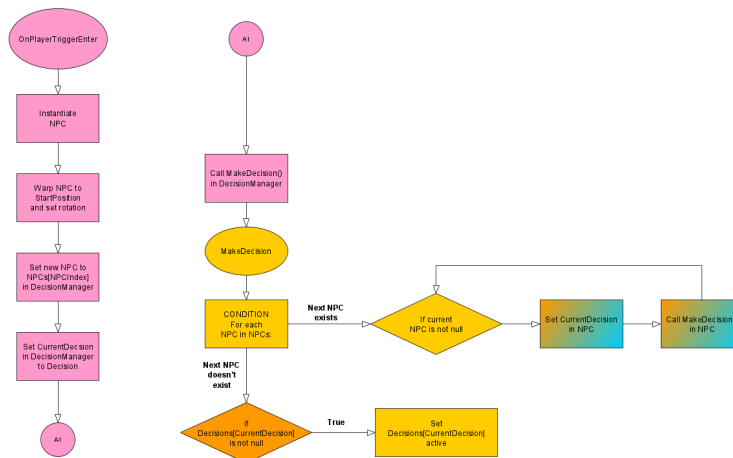 OnPlayerTriggerEnter
Instantiate
NPC
Warp NPC to
StartPosition
and set rotation
Set new NPC to
NPCs[NPCIndex]
in DecisionManager
Set CurrentDecsion
in DecisionManager
to Decision
A1
A1
Call MakeDecision()
in DecisionManager
MakeDecision
CONDITION
For each
NPC in NPCs:
Next NPC
exists
If current
NPC is not null
Set CurrentDecision
in NPC
Call MakeDecision
in NPC
Next NPC
doesn't
exist
if
Decisions[CurrentDecision]
is not null
True
Set
Decisions[CurrentDecision]
active